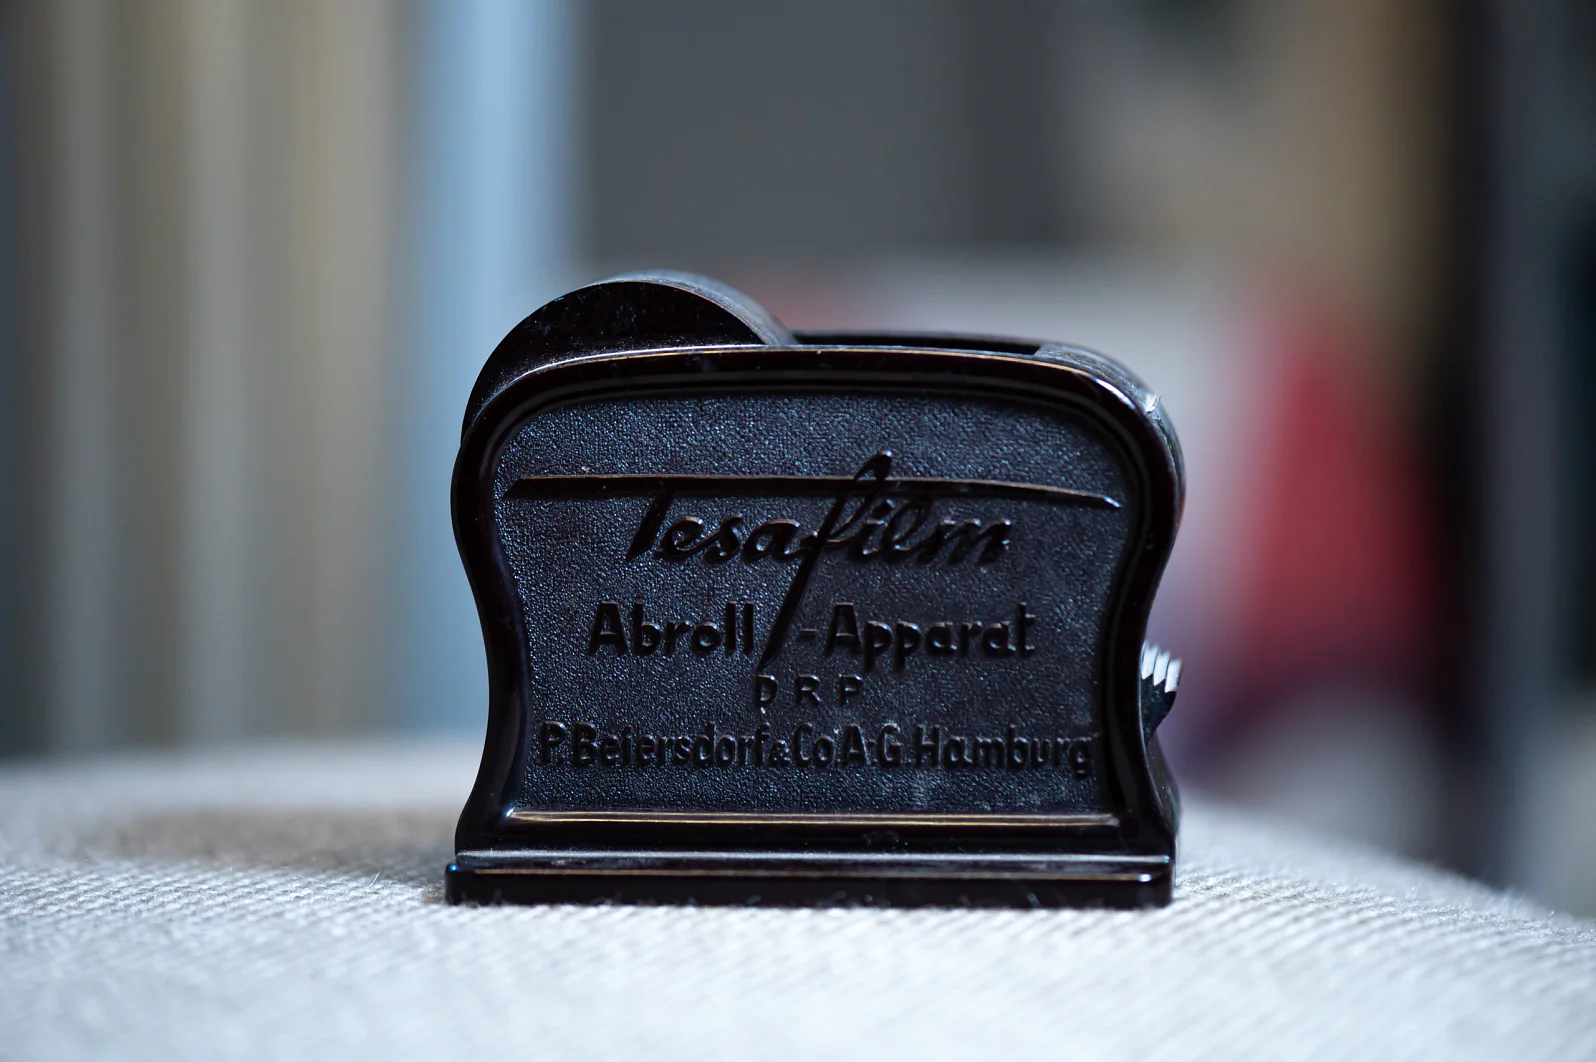 Tesafilm
Abroll-Apparat
DRP
P.Beiersdorf&Co A.G.Hamburg